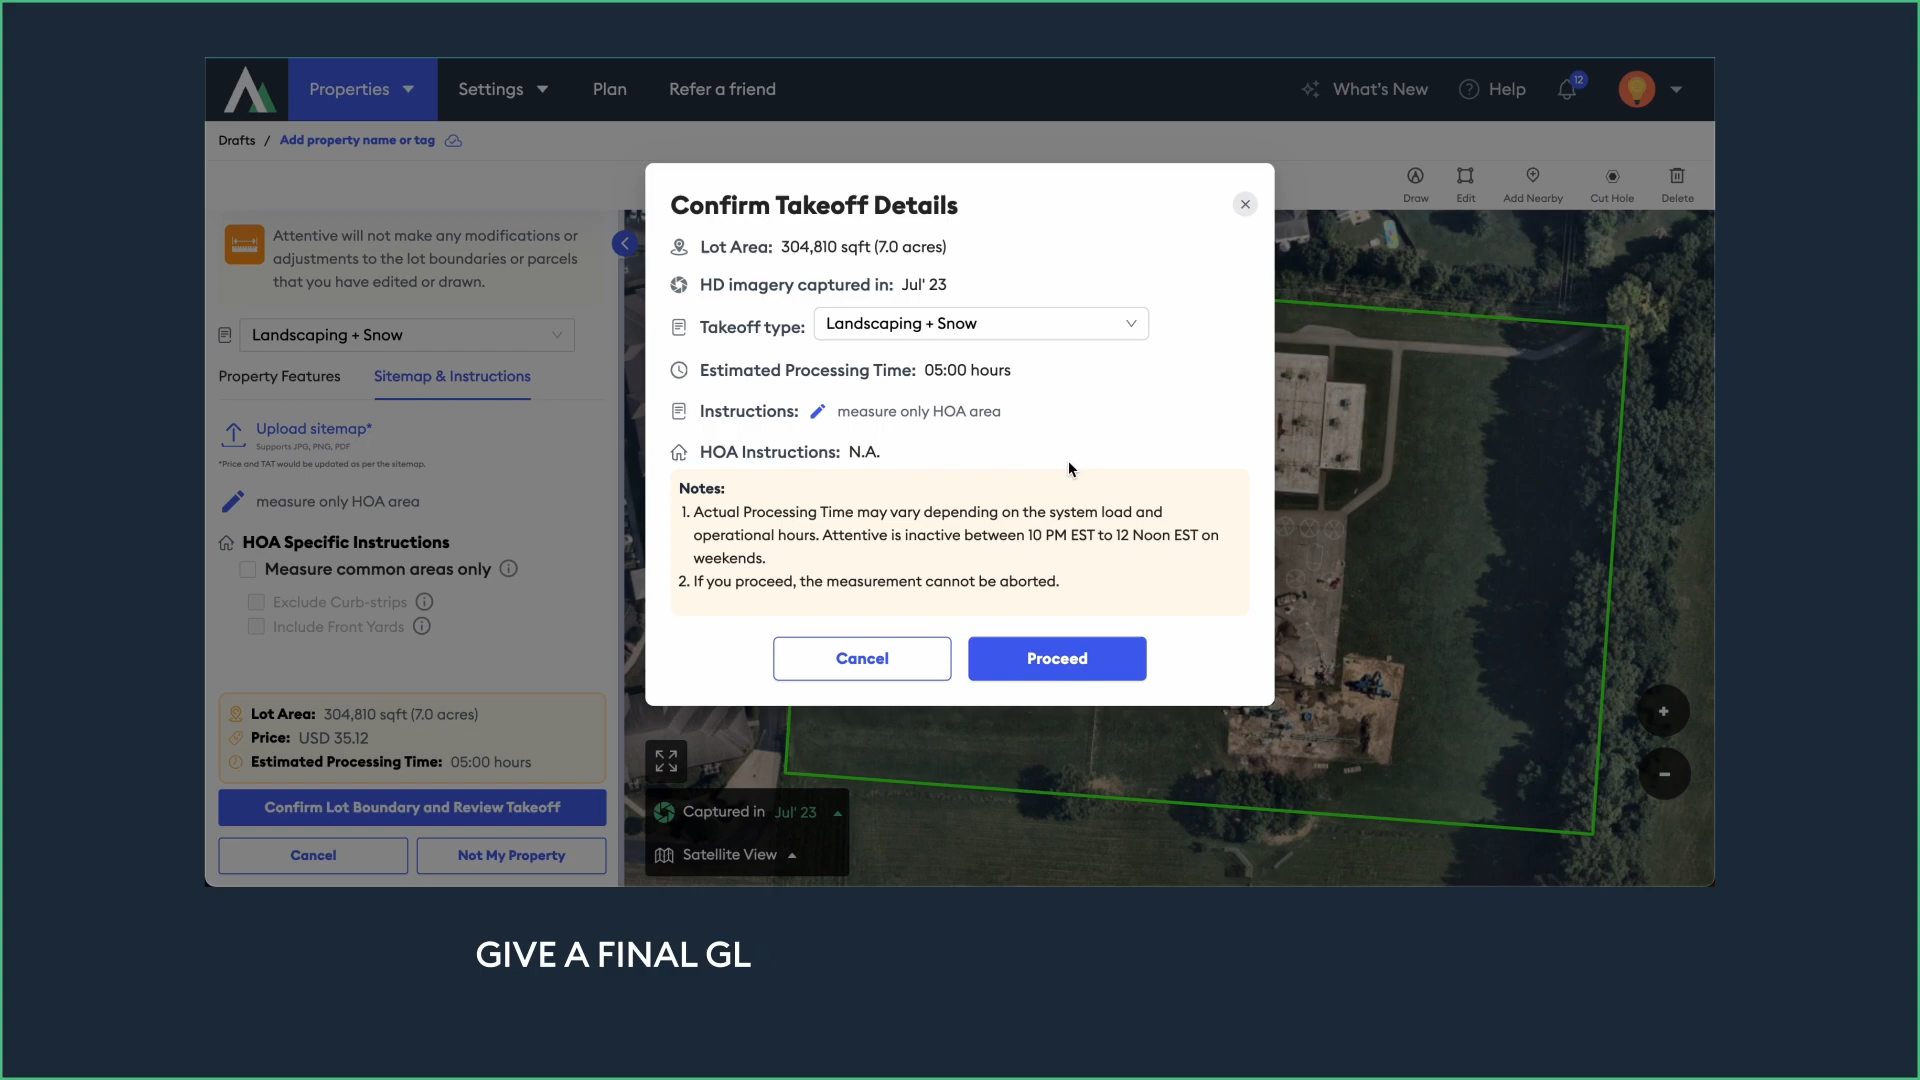 Properties
Settings
Plan
Refer a friend
What's New
Help
12
Drafts / Add property name or tag
Draw
Edit
Add Nearby
Cut Hole
Delete
Attentive will not make any modifications or
adjustments to the lot boundaries or parcels
that you have edited or drawn.
Landscaping + Snow
Property Features
Sitemap & Instructions
Upload sitemap*
Supports JPG, PNG, PDF
*Price and TAT would be updated as per the sitemap.
measure only HOA area
HOA Specific Instructions
Measure common areas only
Exclude Curb-strips
Include Front Yards
Lot Area: 304,810 sqft (7.0 acres)
Price: USD 35.12
Estimated Processing Time: 05:00 hours
Confirm Lot Boundary and Review Takeoff
Cancel
Not My Property
Confirm Takeoff Details
Lot Area: 304,810 sqft (7.0 acres)
HD imagery captured in: Jul' 23
Takeoff type: Landscaping + Snow
Estimated Processing Time: 05:00 hours
Instructions: measure only HOA area
HOA Instructions: N.A.
Notes:
1. Actual Processing Time may vary depending on the system load and
operational hours. Attentive is inactive between 10 PM EST to 12 Noon EST on
weekends.
2. If you proceed, the measurement cannot be aborted.
Cancel
Proceed
Captured in Jul' 23
Satellite View
GIVE A FINAL GL